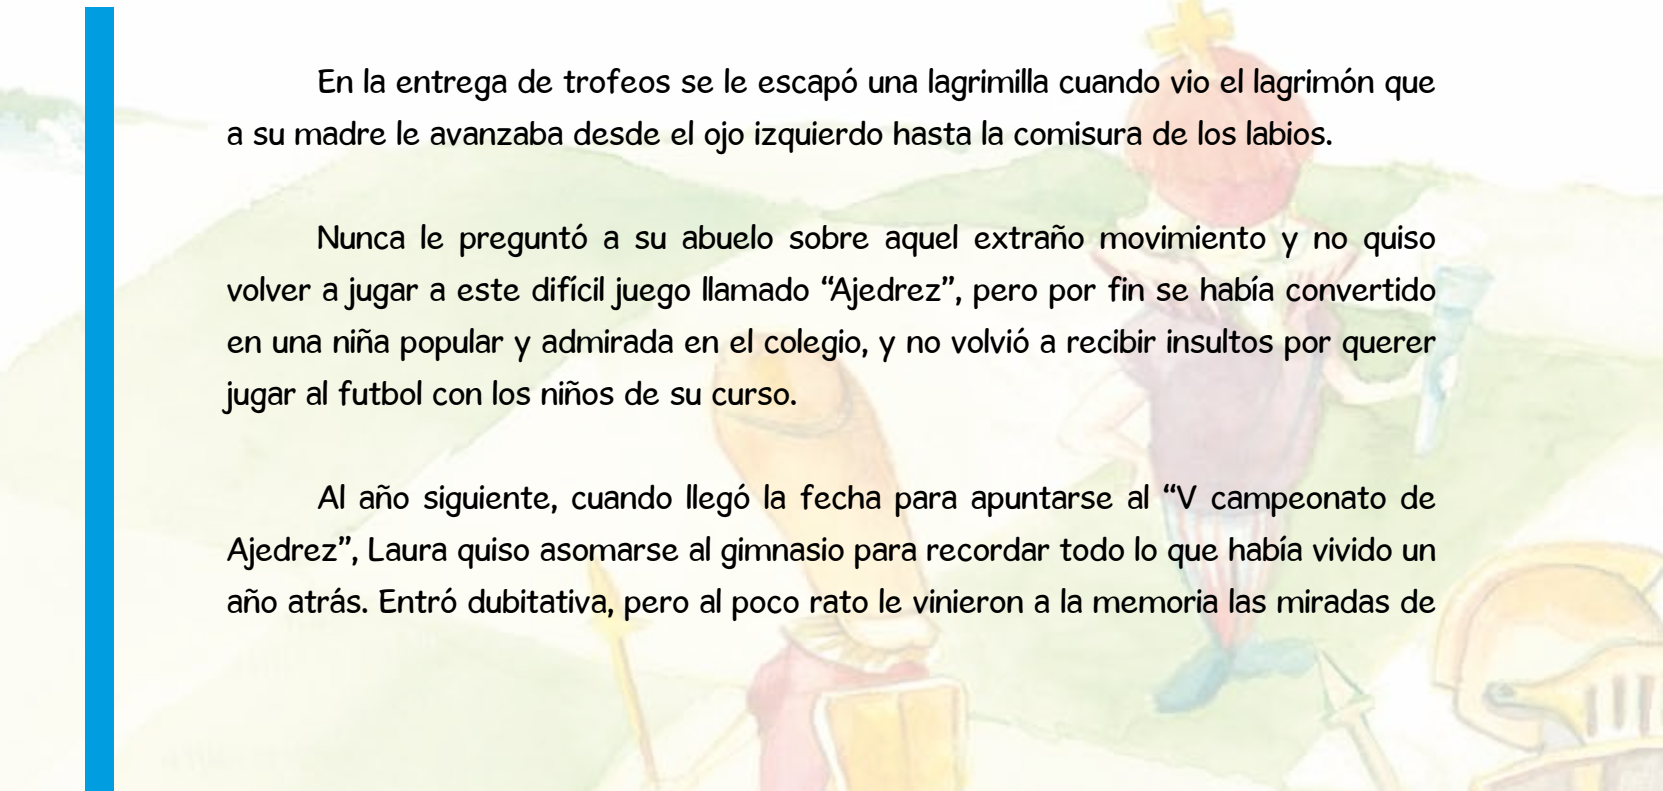 En la entrega de trofeos se le escapó una lagrimilla cuando vio el lagrimón que
a su madre le avanzaba desde el ojo izquierdo hasta la comisura de los labios.
Nunca le preguntó a su abuelo sobre aquel extraño movimiento y no quiso
volver a jugar a este difícil juego llamado “Ajedrez”, pero por fin se había convertido
en una niña popular y admirada en el colegio, y no volvió a recibir insultos por querer
jugar al futbol con los niños de su curso.
Al año siguiente, cuando llegó la fecha para apuntarse al “V campeonato de
Ajedrez”, Laura quiso asomarse al gimnasio para recordar todo lo que había vivido un
año atrás. Entró dubitativa, pero al poco rato le vinieron a la memoria las miradas de